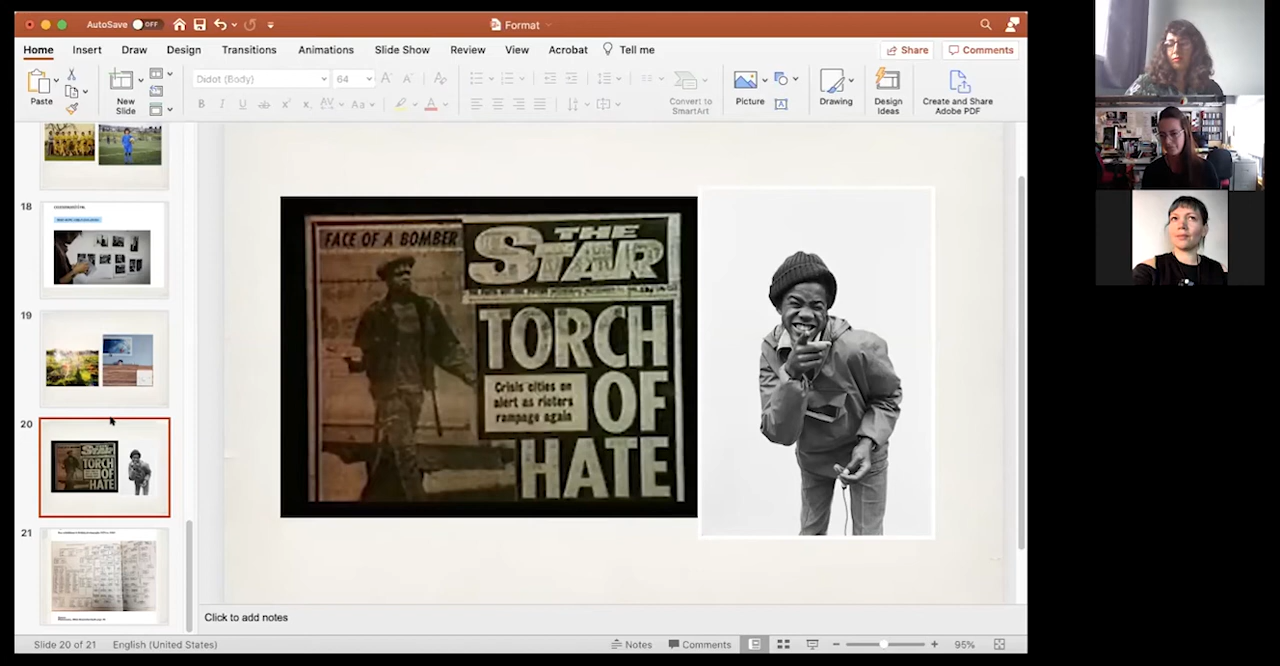 AutoSave OFF
Format
Home Insert Draw Design Transitions Animations Slide Show Review View Acrobat Tell me
Share Comments
Paste
New Slide
Didot (Body) 64
Convert to SmartArt
Picture
Drawing
Design Ideas
Create and Share Adobe PDF
18
19
20
21
FACE OF A BOMBER
THE STAR
TORCH
Crisis cities on
alert as rioters
rampage again
OF
HATE
Click to add notes
Slide 20 of 21 English (United States) Notes Comments 95%